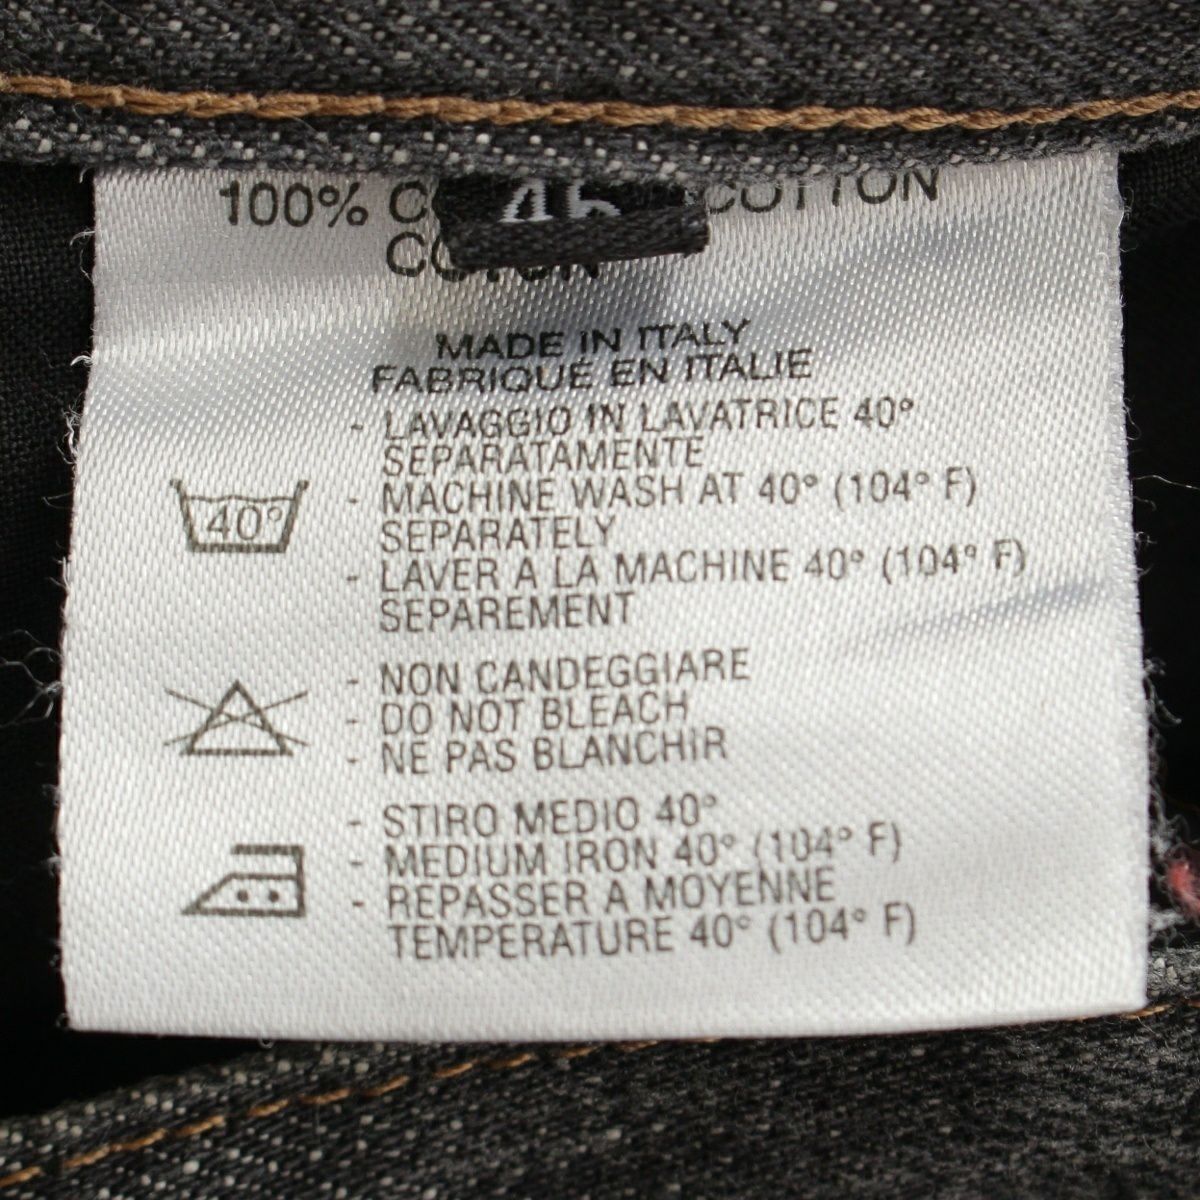 100% COTTON
45
COTON
MADE IN ITALY
FABRIQUÉ EN ITALIE
- LAVAGGIO IN LAVATRICE 40°
SEPARATAMENTE
40°
- MACHINE WASH AT 40° (104° F)
SEPARATELY
- LAVER A LA MACHINE 40° (104° F)
SEPAREMENT
- NON CANDEGGIARE
- DO NOT BLEACH
- NE PAS BLANCHIR
- STIRO MEDIO 40°
- MEDIUM IRON 40° (104° F)
- REPASSER A MOYENNE
TEMPERATURE 40° (104° F)